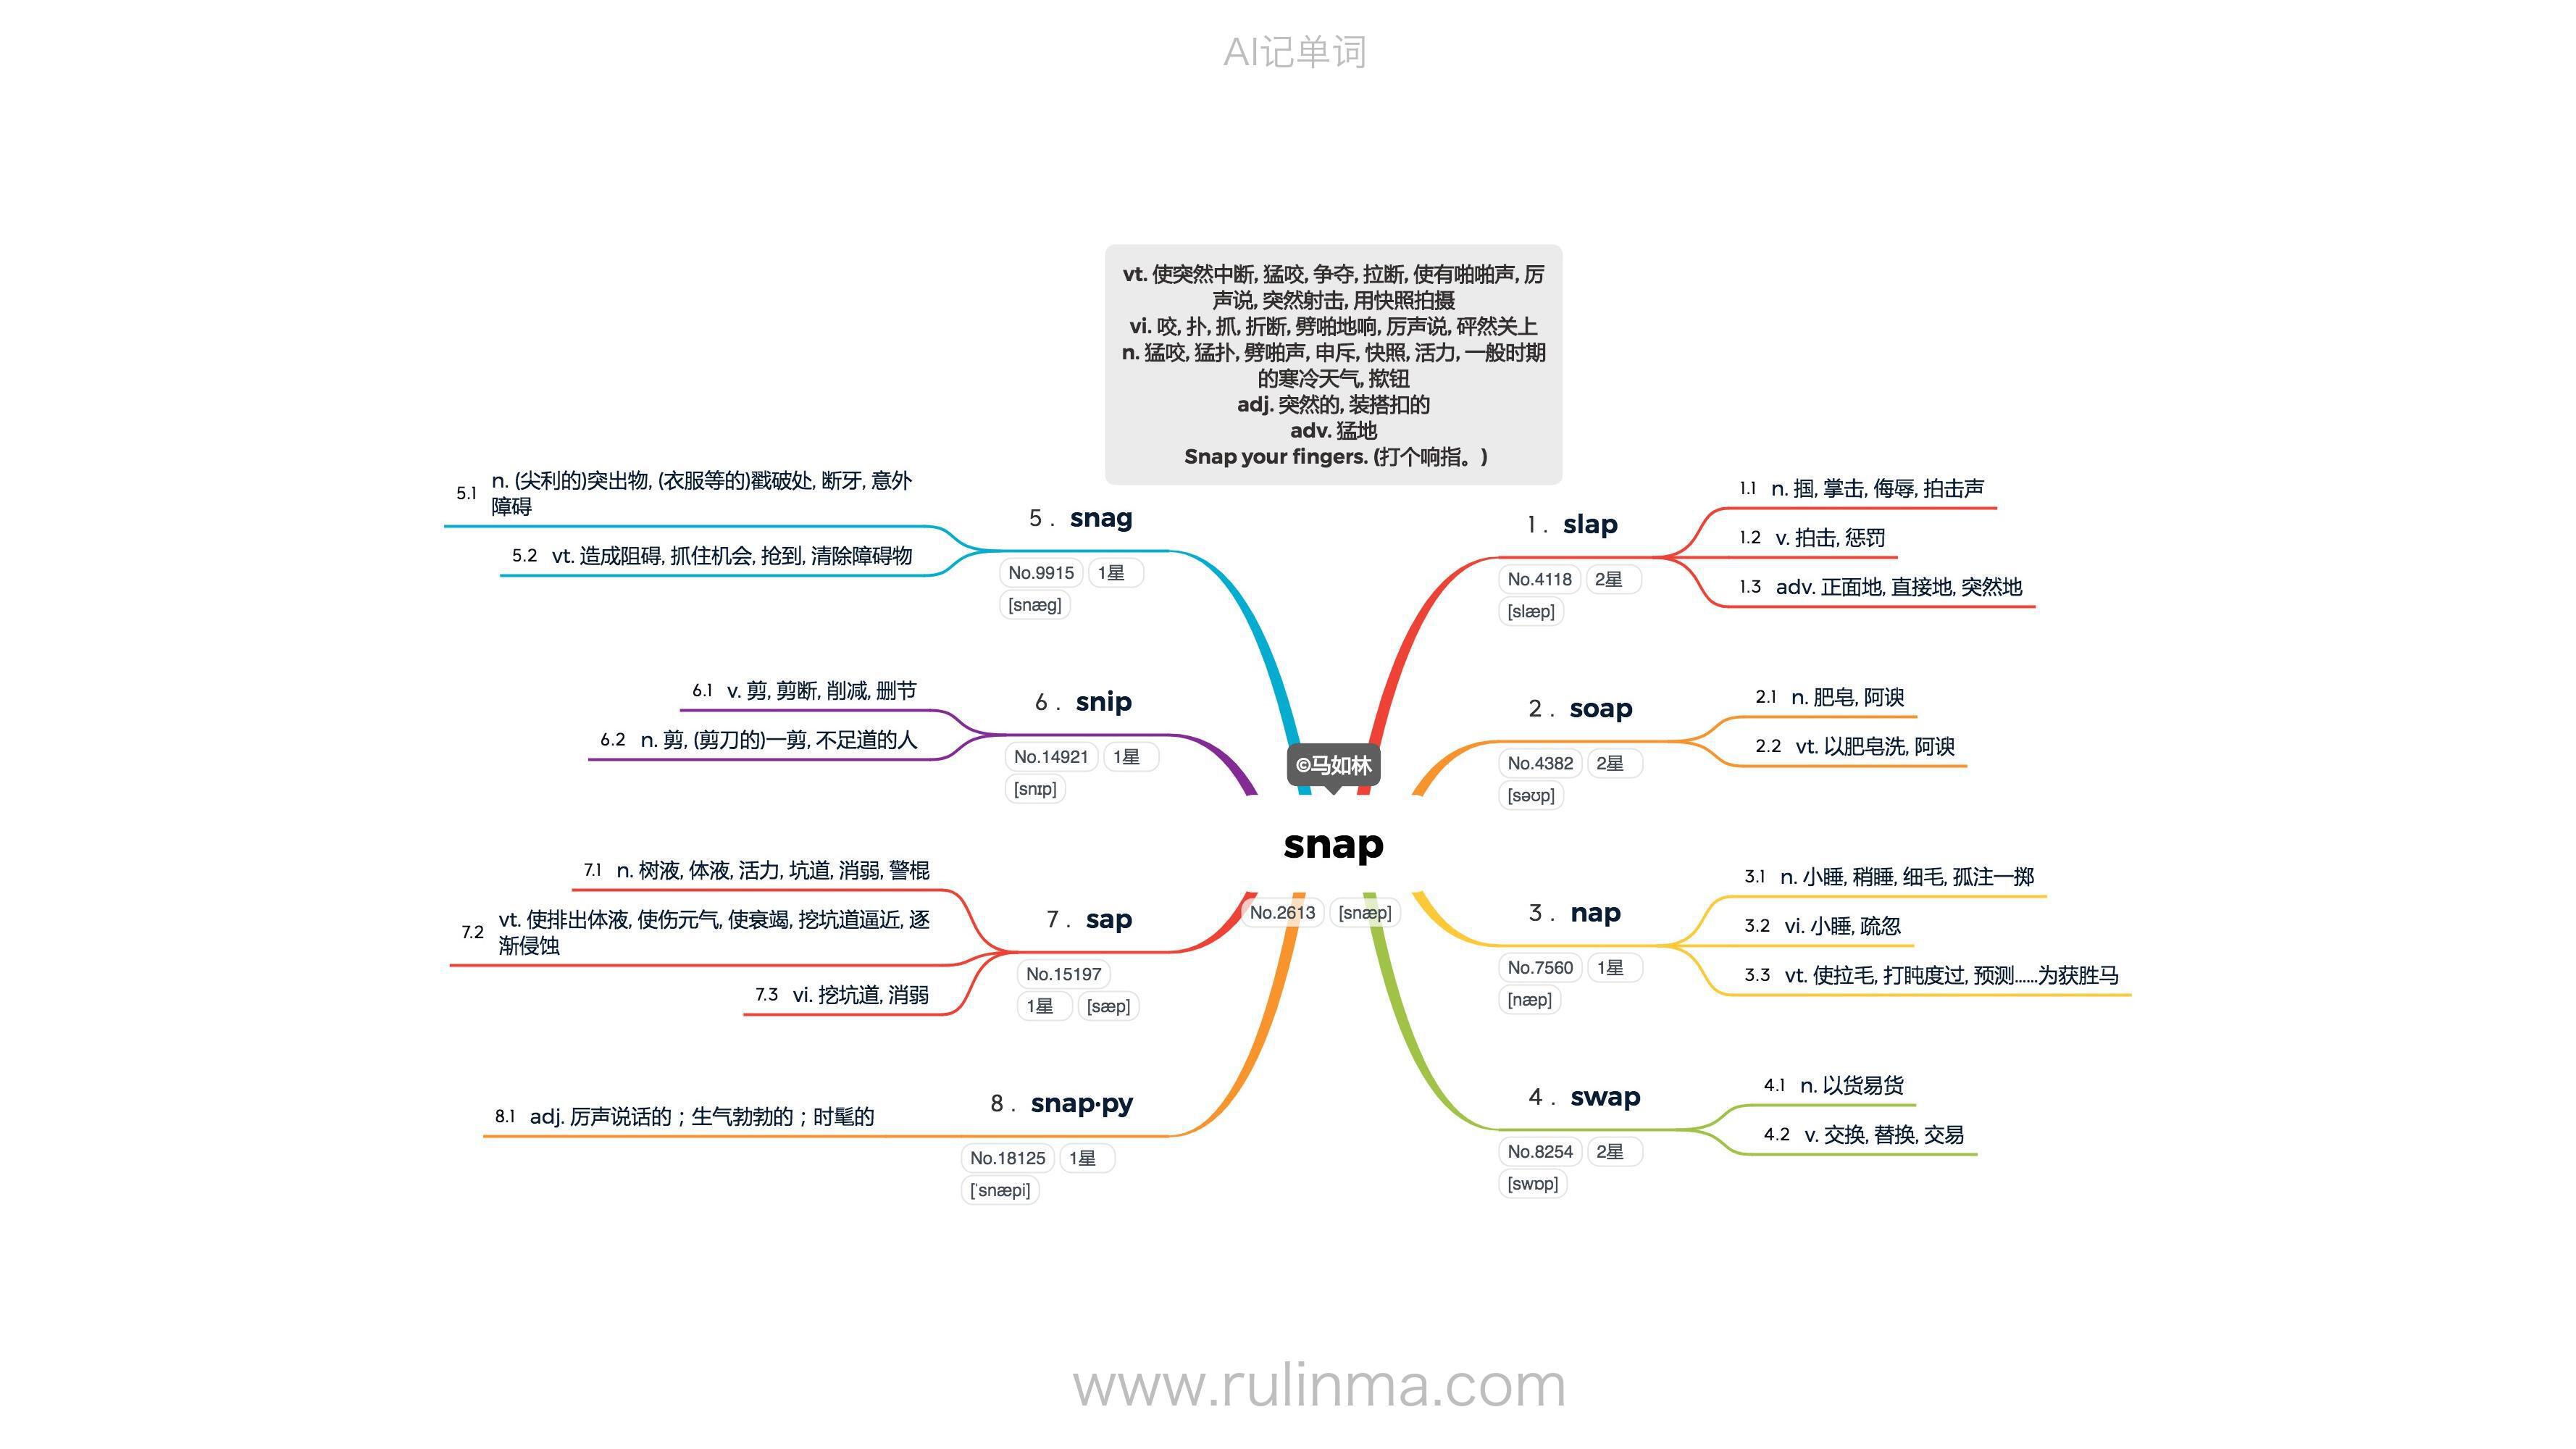 AI记单词
vt. 使突然中断, 猛咬, 争夺, 拉断, 使有啪啪声, 厉
声说, 突然射击, 用快照拍摄
vi. 咬, 扑, 抓, 折断, 劈啪地响, 厉声说, 砰然关上
n. 猛咬, 猛扑, 劈啪声, 申斥, 快照, 活力, 一般时期
的寒冷天气, 揿钮
adj. 突然的, 装搭扣的
adv. 猛地
Snap your fingers. (打个响指。)
©马如林
snap
No.2613 [snæp]
1 . slap
No.4118 2星
[slæp]
1.1 n. 掴, 掌击, 侮辱, 拍击声
1.2 v. 拍击, 惩罚
1.3 adv. 正面地, 直接地, 突然地
2 . soap
No.4382 2星
[səʊp]
2.1 n. 肥皂, 阿谀
2.2 vt. 以肥皂洗, 阿谀
3 . nap
No.7560 1星
[næp]
3.1 n. 小睡, 稍睡, 细毛, 孤注一掷
3.2 vi. 小睡, 疏忽
3.3 vt. 使拉毛, 打盹度过, 预测……为获胜马
4 . swap
No.8254 2星
[swɒp]
4.1 n. 以货易货
4.2 v. 交换, 替换, 交易
5 . snag
No.9915 1星
[snæg]
5.1 n. (尖利的)突出物, (衣服等的)戳破处, 断牙, 意外
障碍
5.2 vt. 造成阻碍, 抓住机会, 抢到, 清除障碍物
6 . snip
No.14921 1星
[snɪp]
6.1 v. 剪, 剪断, 削减, 删节
6.2 n. 剪, (剪刀的)一剪, 不足道的人
7 . sap
No.15197
1星 [sæp]
7.1 n. 树液, 体液, 活力, 坑道, 消弱, 警棍
7.2 vt. 使排出体液, 使伤元气, 使衰竭, 挖坑道逼近, 逐
渐侵蚀
7.3 vi. 挖坑道, 消弱
8 . snap·py
No.18125 1星
[ˈsnæpi]
8.1 adj. 厉声说话的；生气勃勃的；时髦的
www.rulinma.com